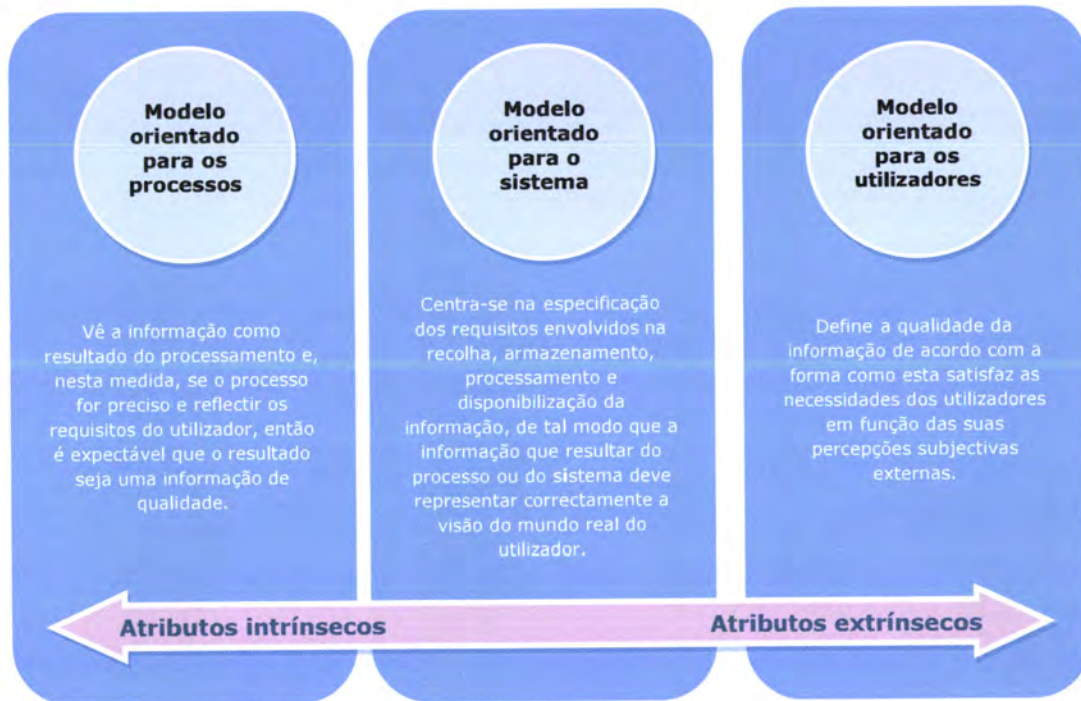 Modelo
orientado
para os
processos
Vê a informação como
resultado do processamento e,
nesta medida, se o processo
for preciso e reflectir os
requisitos do utilizador, então
é expectável que o resultado
seja uma informação de
qualidade.
Modelo
orientado
para o
sistema
Centra-se na especificação
dos requisitos envolvidos na
recolha, armazenamento,
processamento e
disponibilização da
informação, de tal modo que a
informação que resultar do
processo ou do sistema deve
representar correctamente a
visão do mundo real do
utilizador.
Modelo
orientado
para os
utilizadores
Define a qualidade da
informação de acordo com a
forma como esta satisfaz as
necessidades dos utilizadores
em função das suas
percepções subjectivas
externas.
Atributos intrínsecos
Atributos extrínsecos